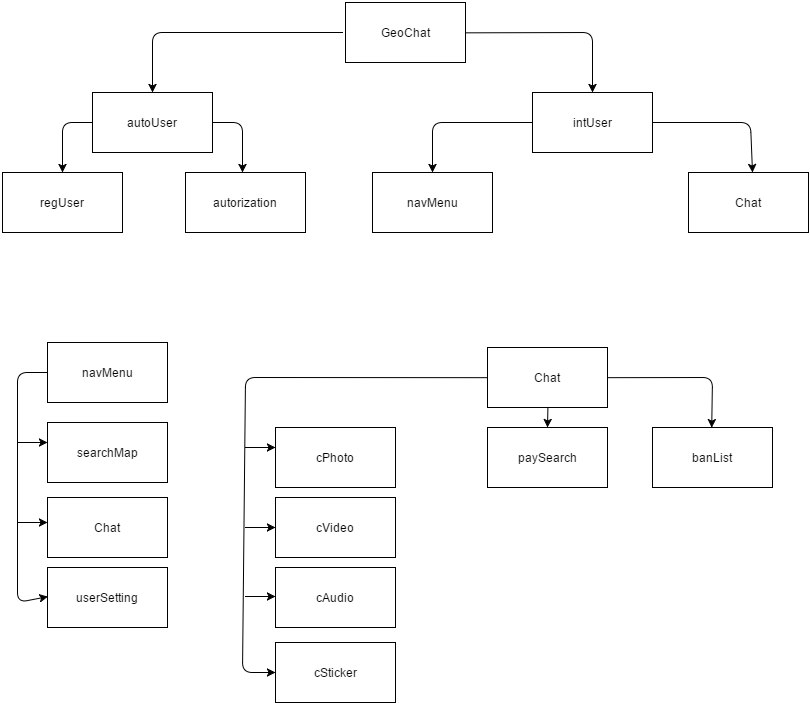 GeoChat
autoUser
intUser
regUser
autorization
navMenu
Chat
navMenu
searchMap
Chat
userSetting
Chat
cPhoto
cVideo
cAudio
cSticker
paySearch
banList